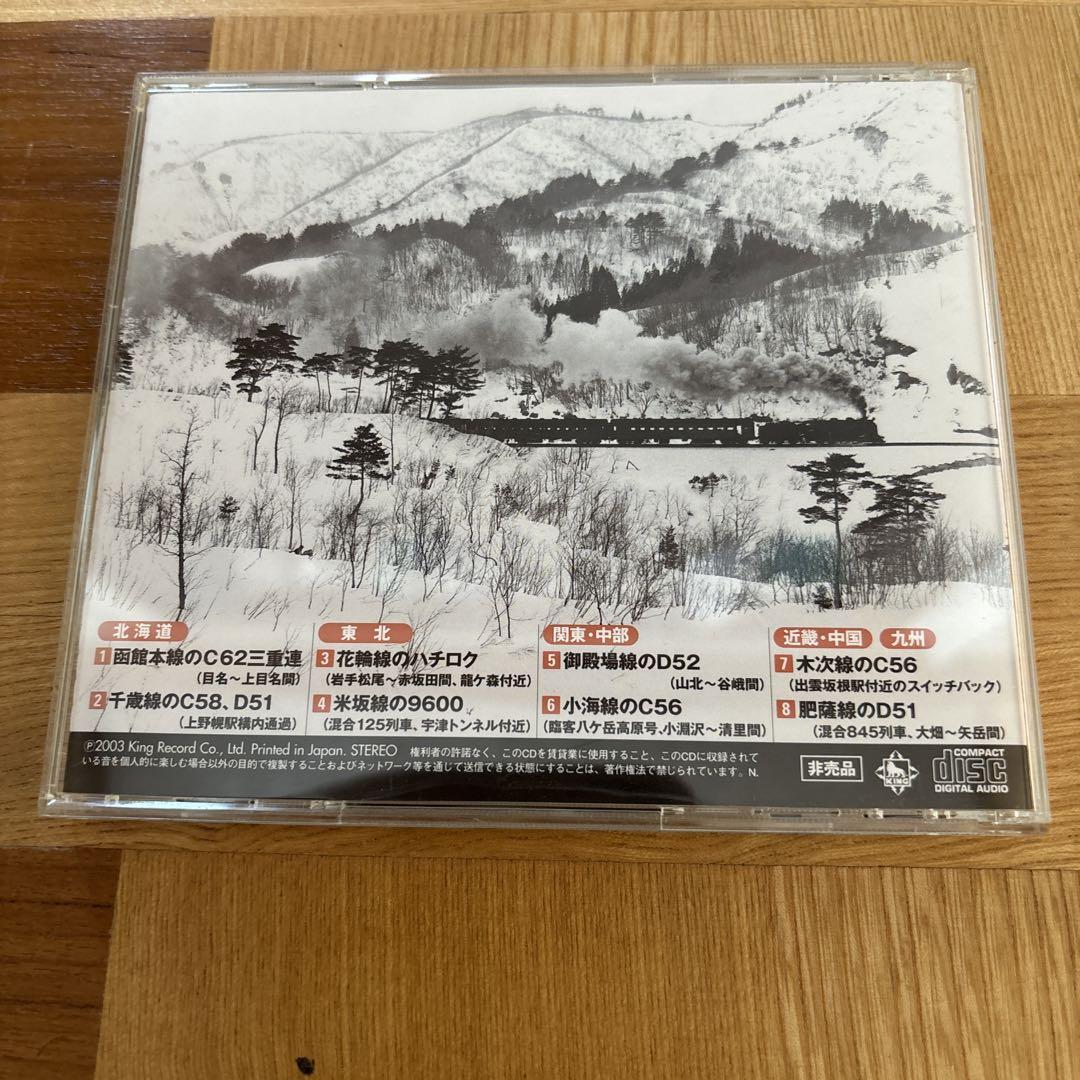 北海道
1 函館本線のC62三重連
(目名〜上目名間)
2 千歳線のC58、D51
(上野幌駅構内通過)
東 北
3 花輪線のハチロク
(岩手松尾〜赤坂田間、龍ケ森付近)
4 米坂線の9600
(混合125列車、宇津トンネル付近)
関東・中部
5 御殿場線のD52
(山北〜谷峨間)
6 小海線のC56
(臨客八ケ岳高原号、小淵沢〜清里間)
近畿・中国 九州
7 木次線のC56
(出雲坂根駅付近のスイッチバック)
8 肥薩線のD51
(混合845列車、大畑〜矢岳間)
Ⓟ2003 King Record Co., Ltd. Printed in Japan. STEREO 権利者の許諾なく、このCDを賃貸業に使用すること、このCDに収録されて
いる音を個人的に楽しむ場合以外の目的で複製することおよびネットワーク等を通じて送信できる状態にすることは、著作権法で禁じられています。N.
非売品
KING
COMPACT
disc
DIGITAL AUDIO